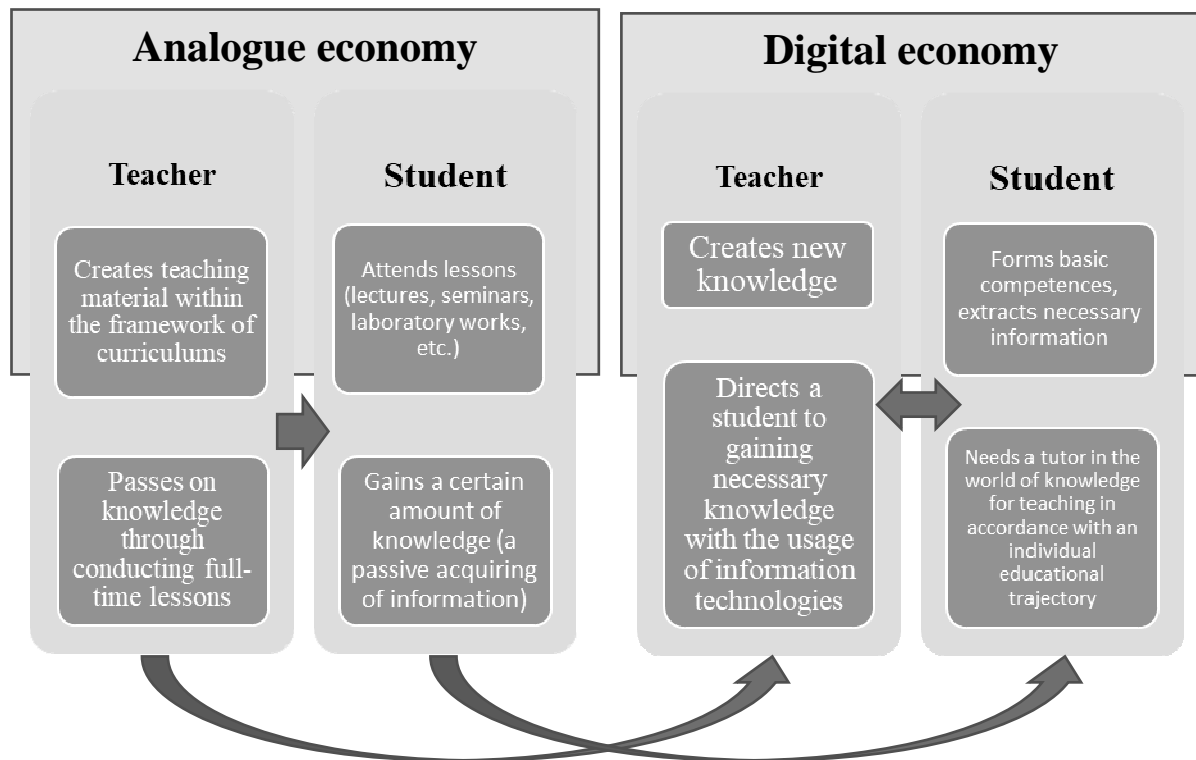 Analogue economy
Teacher
Creates teaching
material within
the framework of
curriculums
Passes on
knowledge
through
conducting full-
time lessons
Student
Attends lessons
(lectures, seminars,
laboratory works,
etc.)
Gains a certain
amount of
knowledge (a
passive acquiring
of information)
Digital economy
Teacher
Creates new
knowledge
Directs a
student to
gaining
necessary
knowledge
with the usage
of information
technologies
Student
Forms basic
competences,
extracts necessary
information
Needs a tutor in the
world of knowledge
for teaching in
accordance with an
individual
educational
trajectory